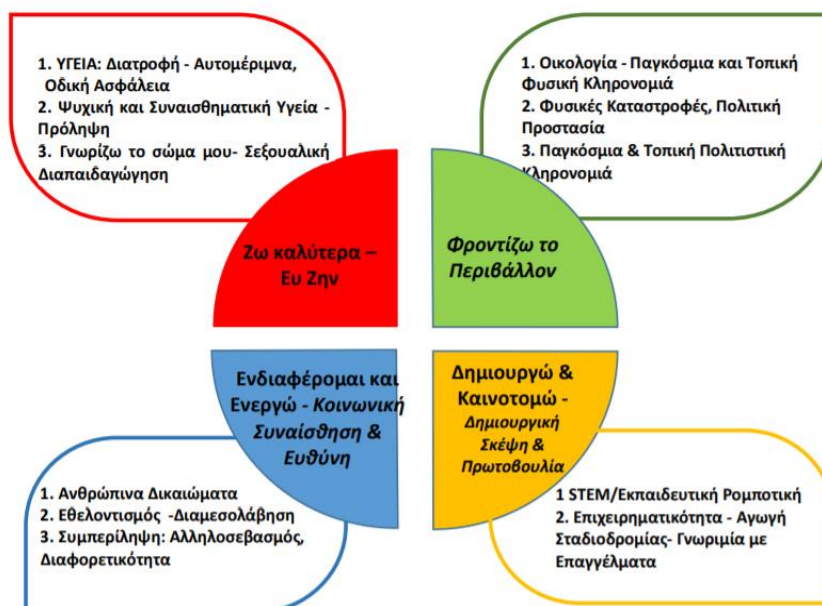 1. ΥΓΕΙΑ: Διατροφή - Αυτομέριμνα,
Οδική Ασφάλεια
2. Ψυχική και Συναισθηματική Υγεία -
Πρόληψη
3. Γνωρίζω το σώμα μου- Σεξουαλική
Διαπαιδαγώγηση
Ζω καλύτερα –
Ευ Ζην
1. Οικολογία - Παγκόσμια και Τοπική
Φυσική Κληρονομιά
2. Φυσικές Καταστροφές, Πολιτική
Προστασία
3. Παγκόσμια & Τοπική Πολιτιστική
Κληρονομιά
Φροντίζω το
Περιβάλλον
Ενδιαφέρομαι και
Ενεργώ - Κοινωνική
Συναίσθηση &
Ευθύνη
1. Ανθρώπινα Δικαιώματα
2. Εθελοντισμός -Διαμεσολάβηση
3. Συμπερίληψη: Αλληλοσεβασμός,
Διαφορετικότητα
Δημιουργώ &
Καινοτομώ -
Δημιουργική
Σκέψη &
Πρωτοβουλία
1 STEM/Εκπαιδευτική Ρομποτική
2. Επιχειρηματικότητα - Αγωγή
Σταδιοδρομίας- Γνωριμία με
Επαγγέλματα